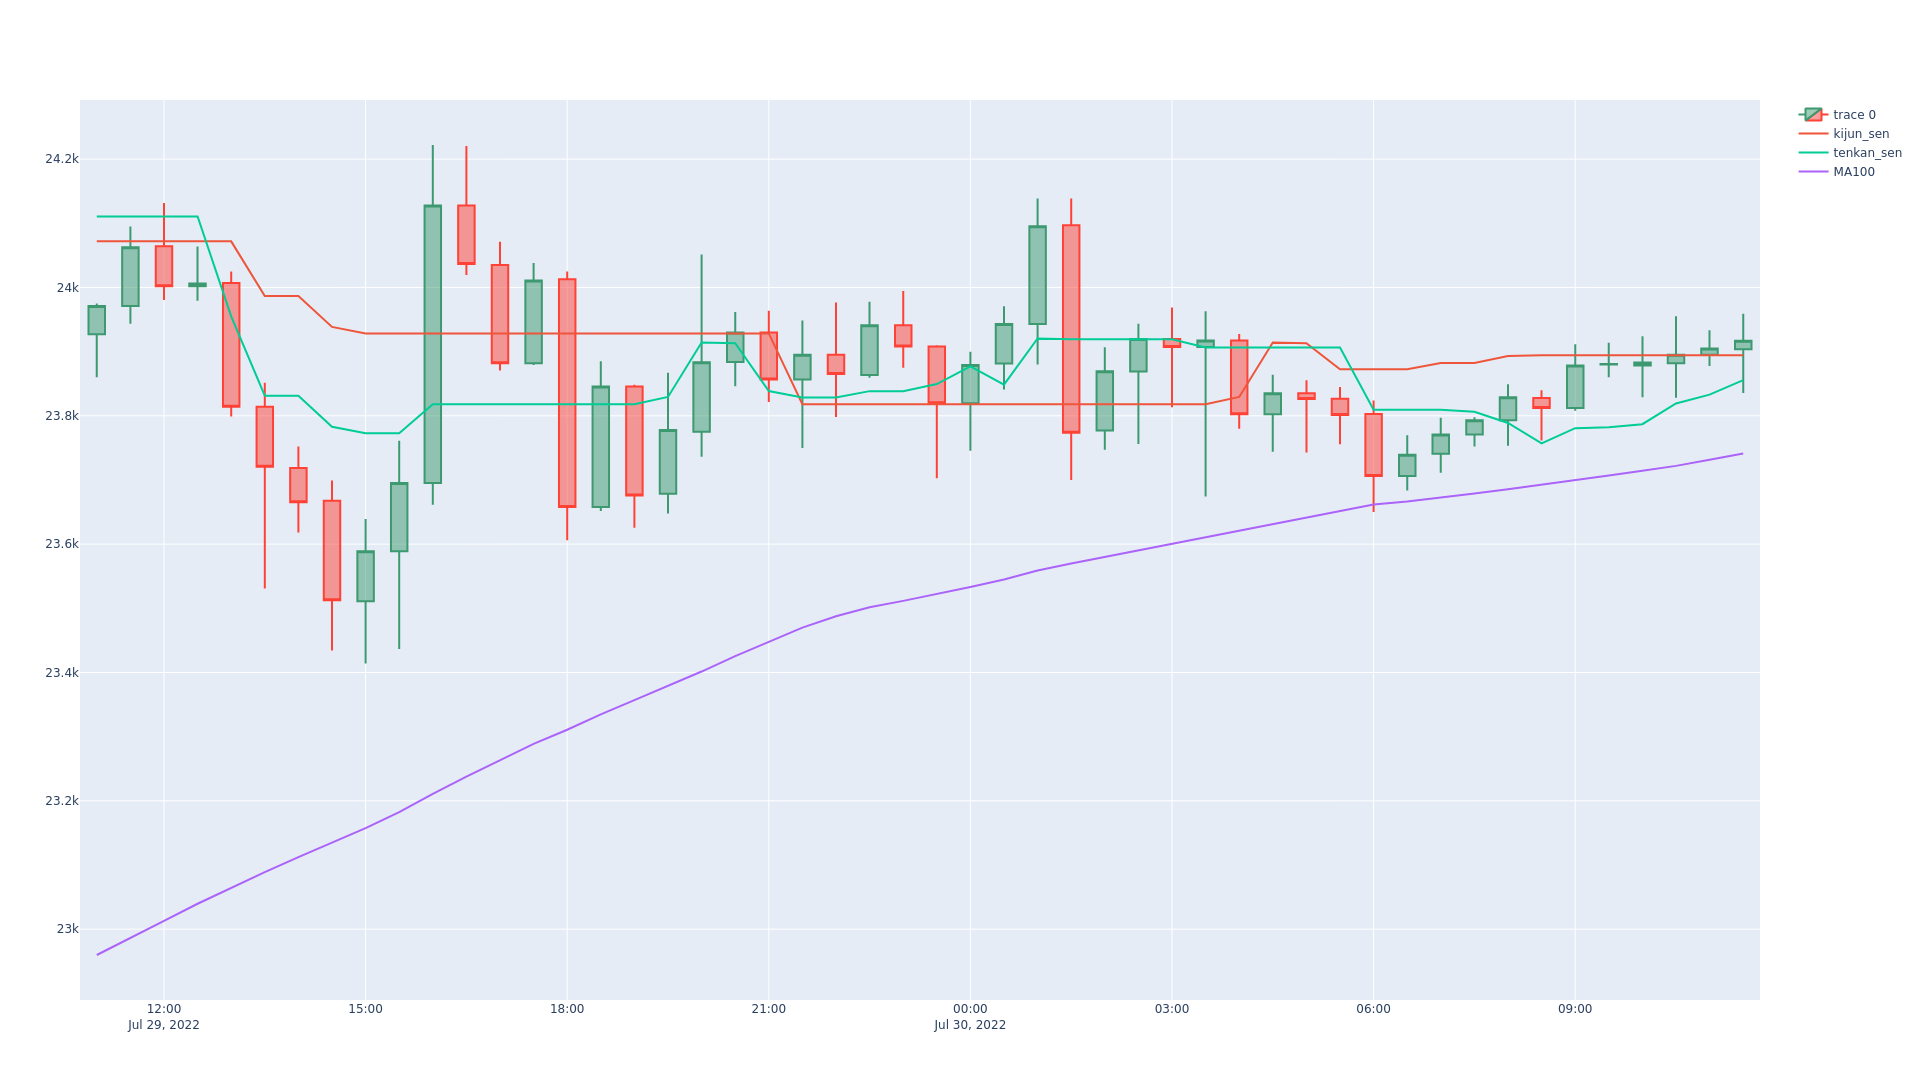 trace 0
kijun_sen
tenkan_sen
MA100
24.2k
24k
23.8k
23.6k
23.4k
23.2k
23k
12:00 15:00 18:00 21:00 00:00 03:00 06:00 09:00
Jul 29, 2022 Jul 30, 2022